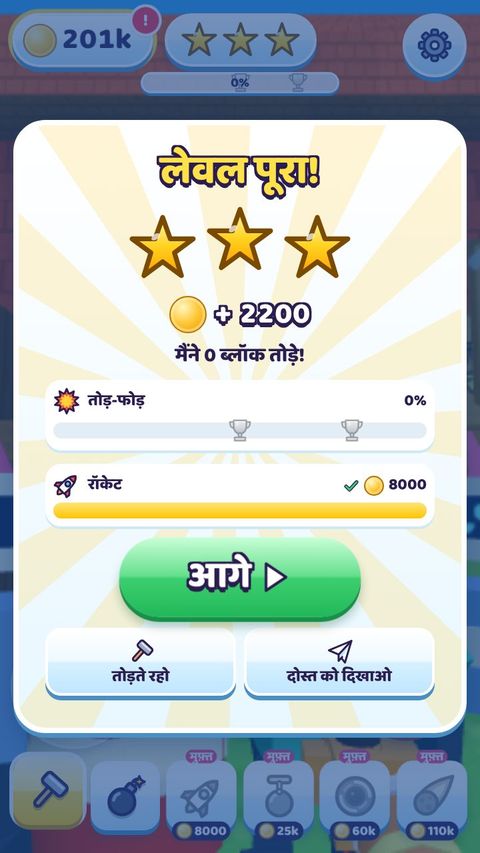 201k
!
0%
लेवल पूरा!
+ 2200
मैंने 0 ब्लॉक तोड़े!
तोड़-फोड़ 0%
रॉकेट 8000
आगे
तोड़ते रहो
दोस्त को दिखाओ
मुफ़्त मुफ़्त मुफ़्त मुफ़्त
8000 25k 60k 110k